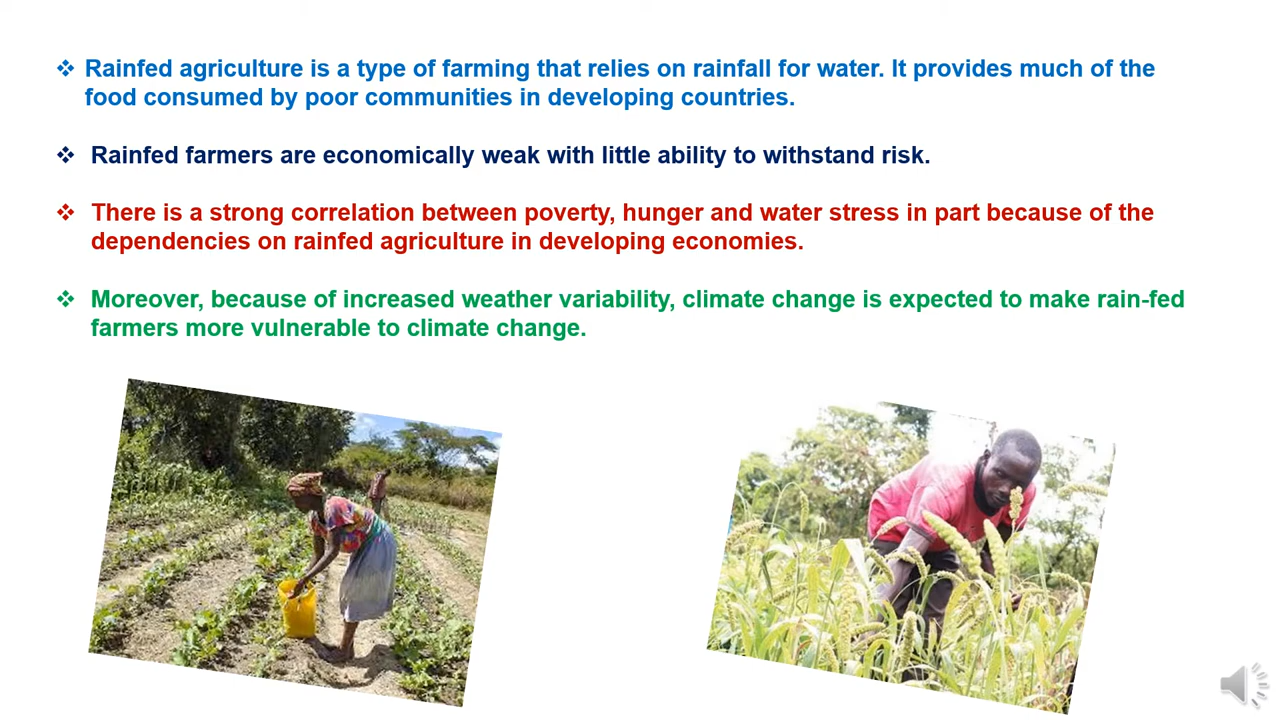 ❖ Rainfed agriculture is a type of farming that relies on rainfall for water. It provides much of the
food consumed by poor communities in developing countries.
❖ Rainfed farmers are economically weak with little ability to withstand risk.
❖ There is a strong correlation between poverty, hunger and water stress in part because of the
dependencies on rainfed agriculture in developing economies.
❖ Moreover, because of increased weather variability, climate change is expected to make rain-fed
farmers more vulnerable to climate change.